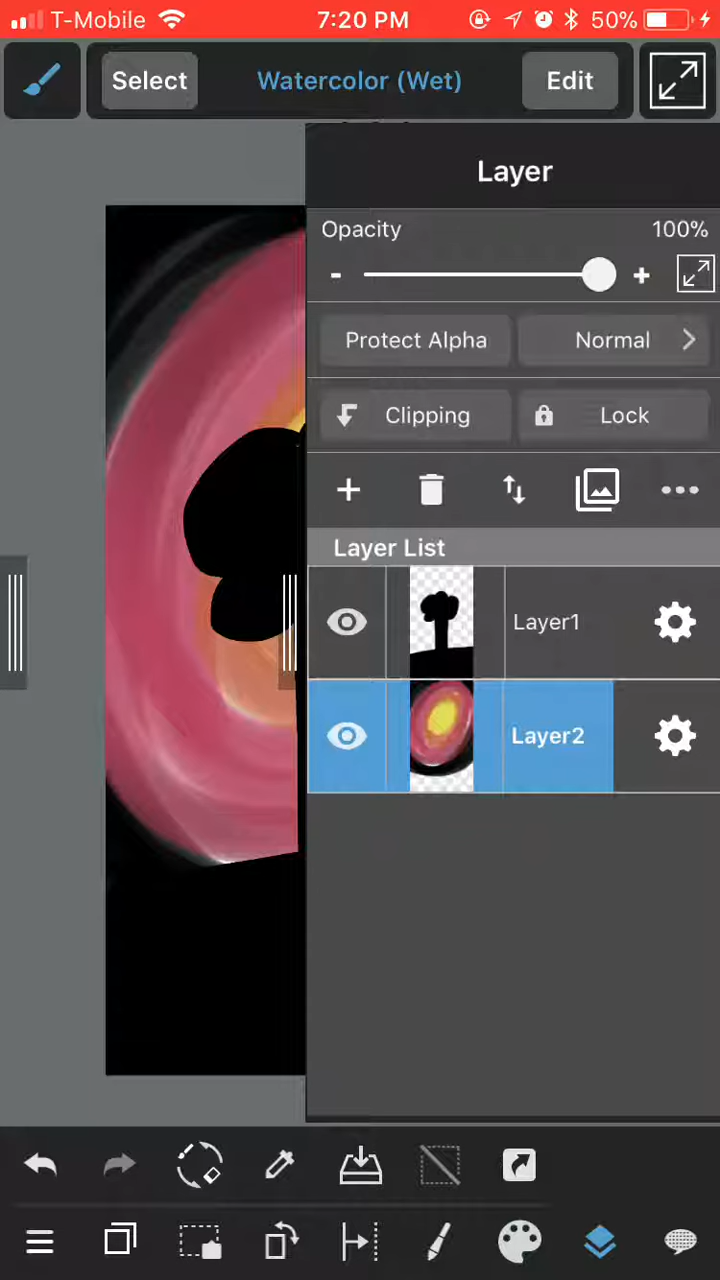 T-Mobile 7:20 PM 50%
Select Watercolor (Wet) Edit
Layer
Opacity 100%
- +
Protect Alpha Normal
Clipping Lock
Layer List
Layer1
Layer2